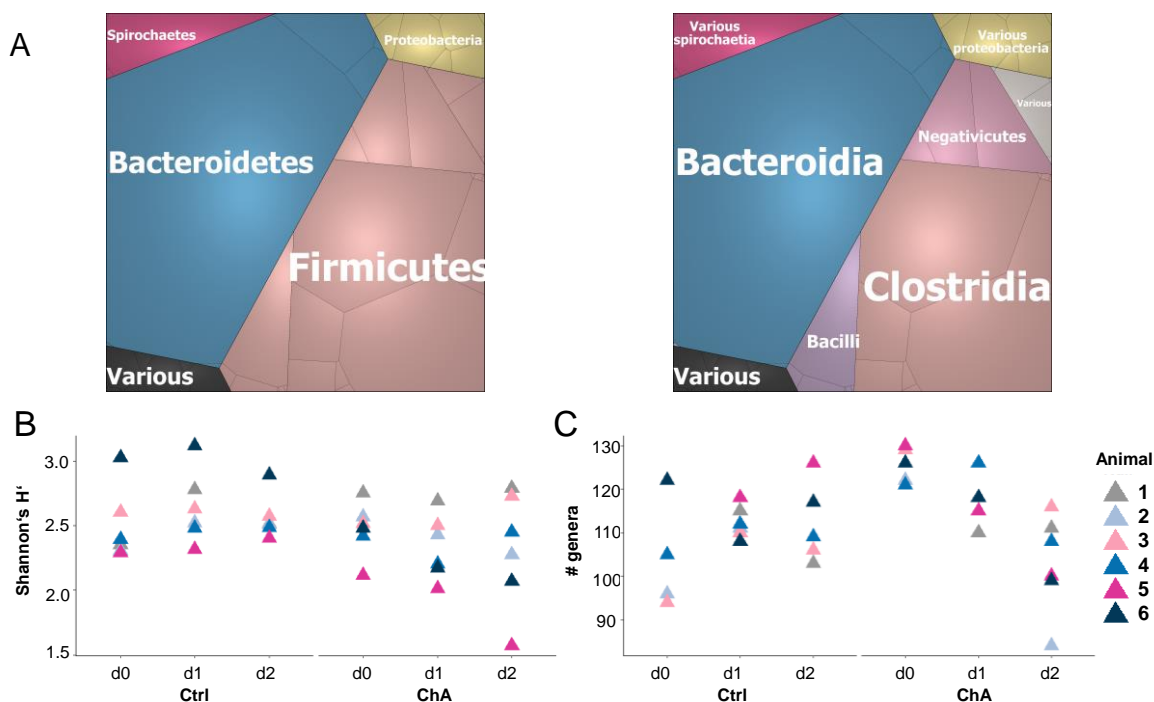 A
Spirochaetes
Proteobacteria
Bacteroidetes
Firmicutes
Various
Various
spirochaetia
Various
proteobacteria
Various
Negativicutes
Bacteroidia
Clostridia
Bacilli
Various
B
Shannon's H‘
3.0
2.5
2.0
1.5
d0 d1 d2 d0 d1 d2
Ctrl ChA
C
# genera
130
120
110
100
90
d0 d1 d2 d0 d1 d2
Ctrl ChA
Animal
1
2
3
4
5
6